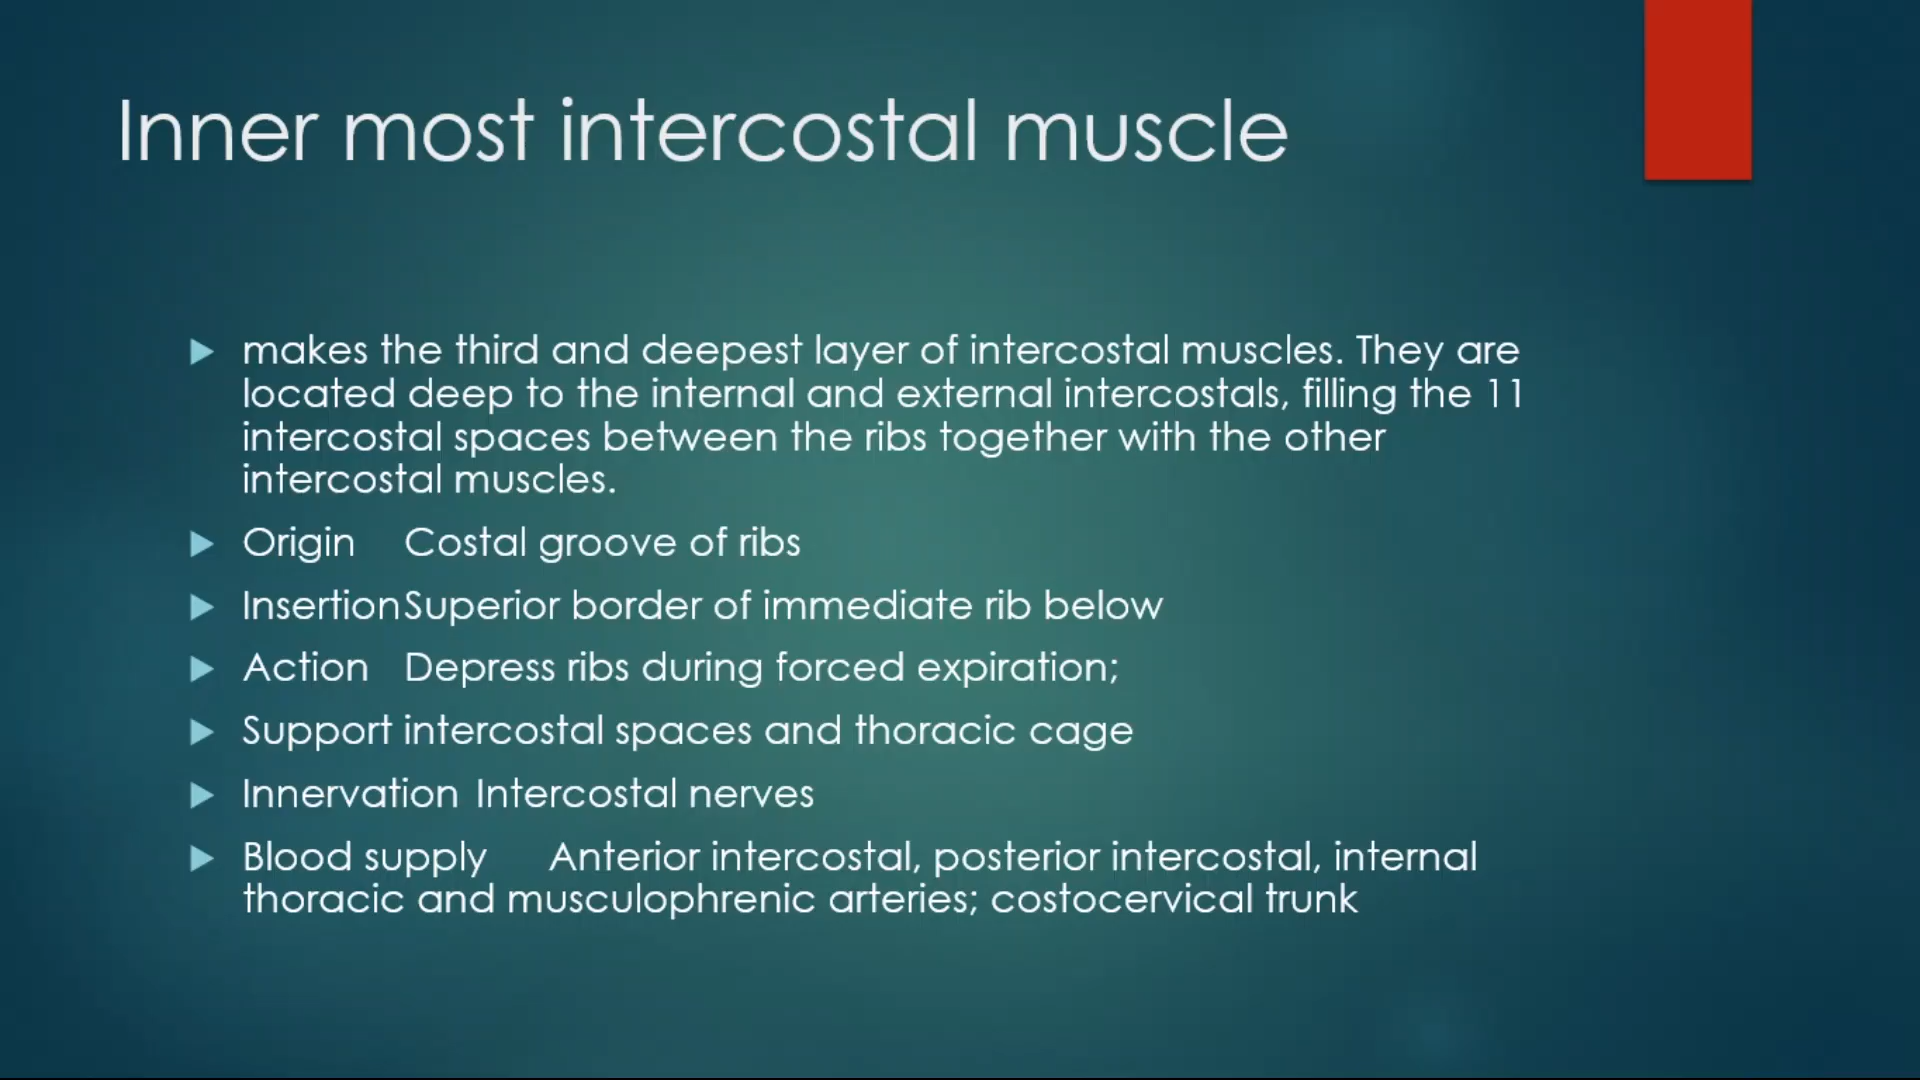 Inner most intercostal muscle
makes the third and deepest layer of intercostal muscles. They are
located deep to the internal and external intercostals, filling the 11
intercostal spaces between the ribs together with the other
intercostal muscles.
Origin Costal groove of ribs
InsertionSuperior border of immediate rib below
Action Depress ribs during forced expiration;
Support intercostal spaces and thoracic cage
Innervation Intercostal nerves
Blood supply Anterior intercostal, posterior intercostal, internal
thoracic and musculophrenic arteries; costocervical trunk